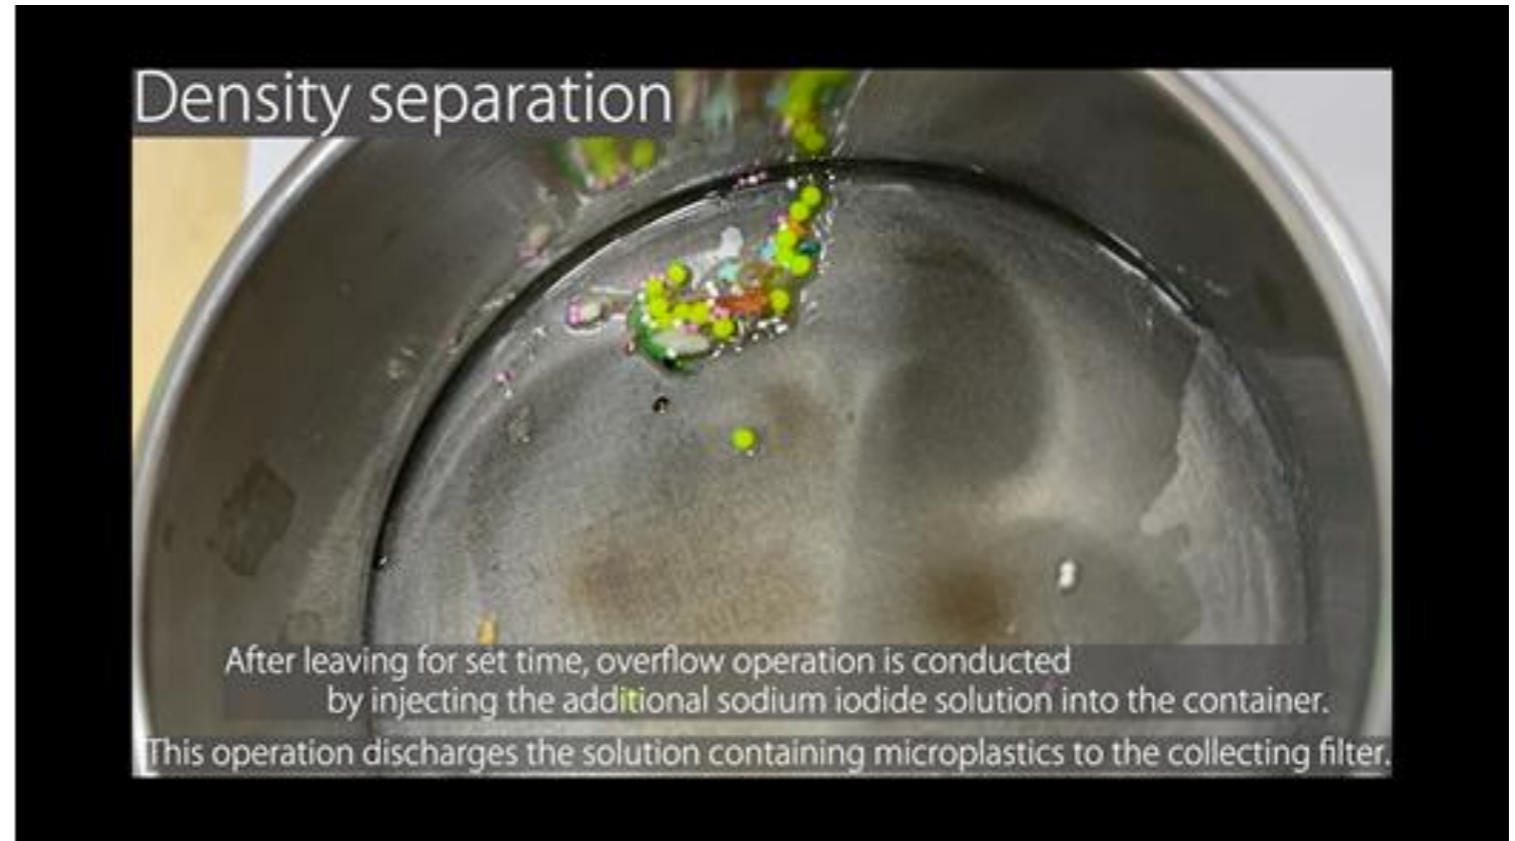 Density separation
After leaving for set time, overflow operation is conducted
by injecting the additional sodium iodide solution into the container.
This operation discharges the solution containing microplastics to the collecting filter.